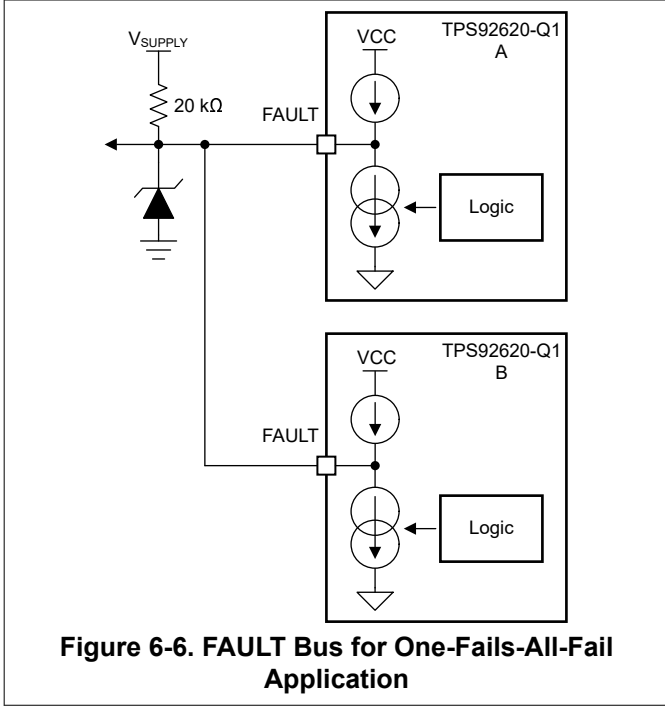 V_SUPPLY
20 kΩ
FAULT
VCC
TPS92620-Q1
A
Logic
FAULT
VCC
TPS92620-Q1
B
Logic
Figure 6-6. FAULT Bus for One-Fails-All-Fail
Application